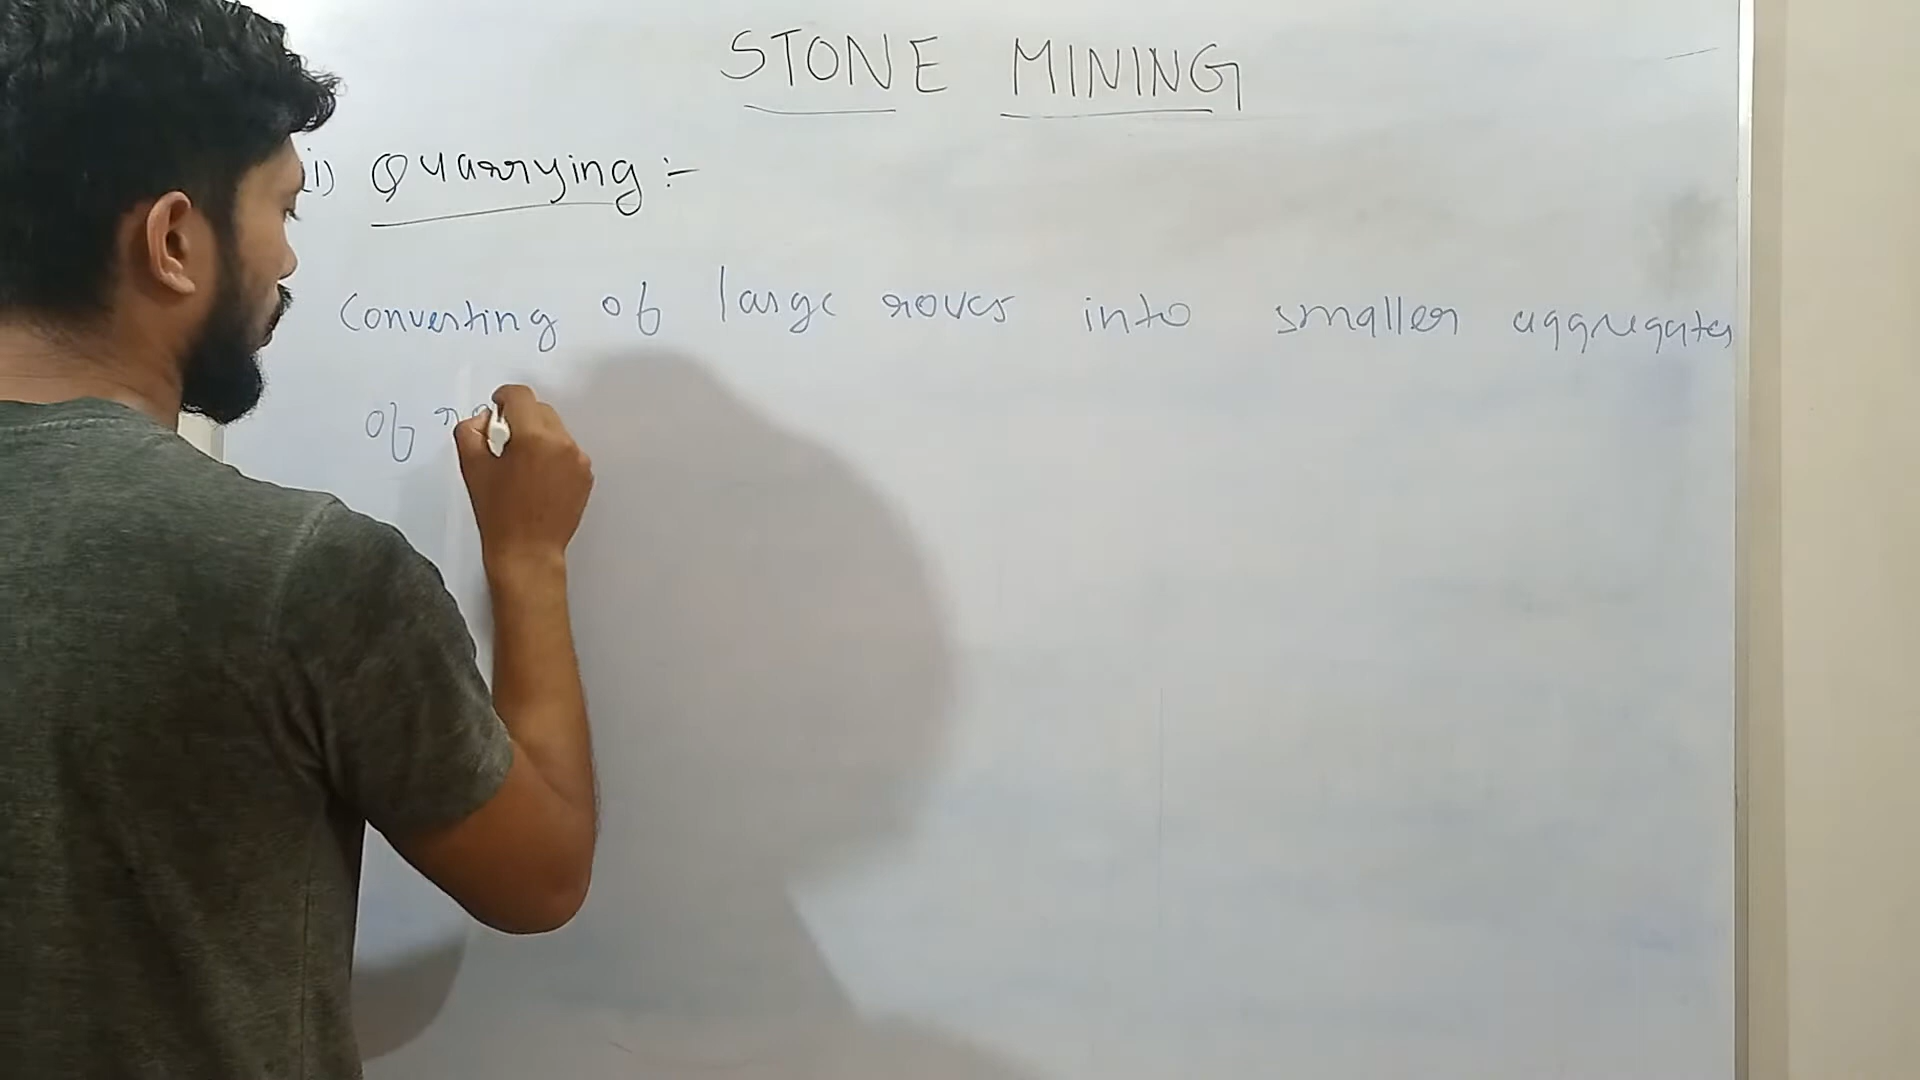 STONE MINING
i) Quarrying :-
Converting of large rocks into smaller aggregates
of